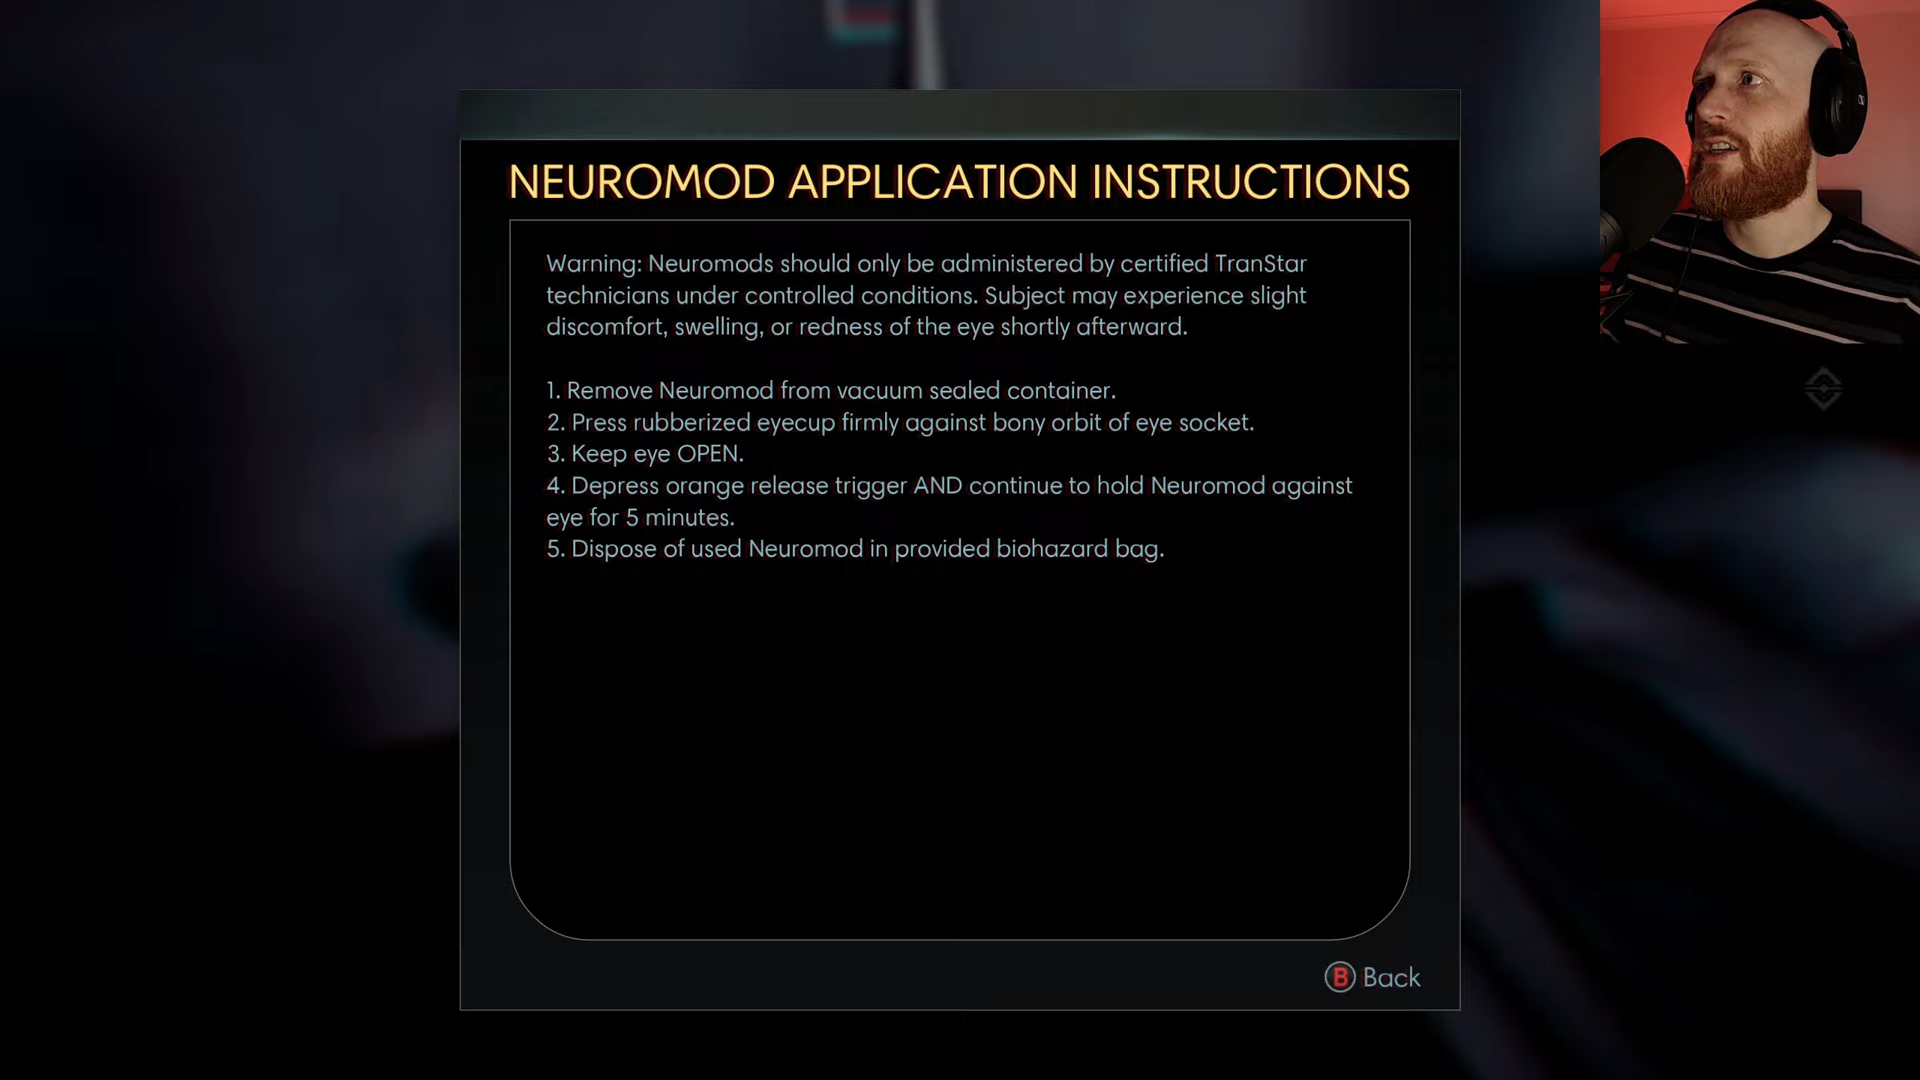 NEUROMOD APPLICATION INSTRUCTIONS
Warning: Neuromods should only be administered by certified TranStar
technicians under controlled conditions. Subject may experience slight
discomfort, swelling, or redness of the eye shortly afterward.
1. Remove Neuromod from vacuum sealed container.
2. Press rubberized eyecup firmly against bony orbit of eye socket.
3. Keep eye OPEN.
4. Depress orange release trigger AND continue to hold Neuromod against
eye for 5 minutes.
5. Dispose of used Neuromod in provided biohazard bag.
B Back